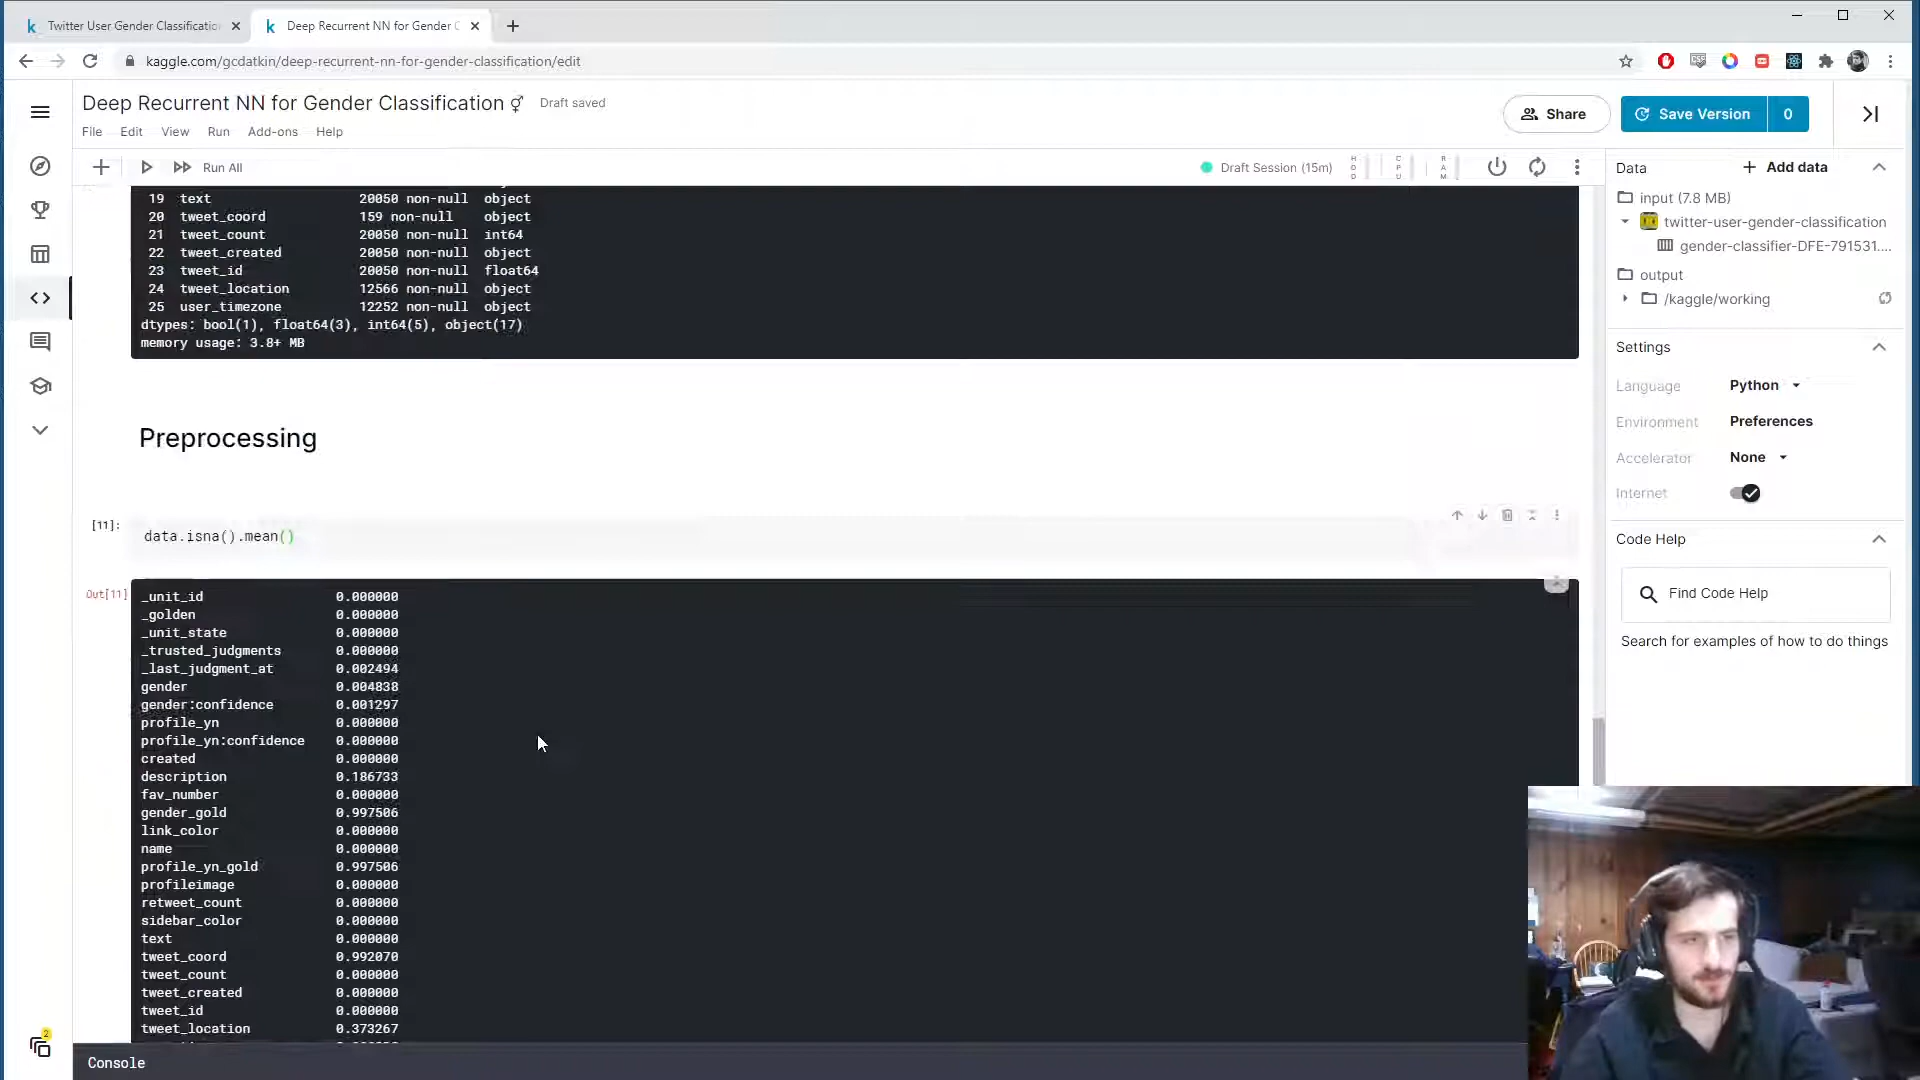 Twitter User Gender Classification
Deep Recurrent NN for Gender C
kaggle.com/gcdatkin/deep-recurrent-nn-for-gender-classification/edit
Deep Recurrent NN for Gender Classification ⚥ Draft saved
Share
Save Version 0
File Edit View Run Add-ons Help
Run All
Draft Session (15m)
HDD CPU RAM
19 text 20050 non-null object
20 tweet_coord 159 non-null object
21 tweet_count 20050 non-null int64
22 tweet_created 20050 non-null object
23 tweet_id 20050 non-null float64
24 tweet_location 12566 non-null object
25 user_timezone 12252 non-null object
dtypes: bool(1), float64(3), int64(5), object(17)
memory usage: 3.8+ MB
Preprocessing
[11]:
data.isna().mean()
Out[11]
_unit_id 0.000000
_golden 0.000000
_unit_state 0.000000
_trusted_judgments 0.000000
_last_judgment_at 0.002494
gender 0.004838
gender:confidence 0.001297
profile_yn 0.000000
profile_yn:confidence 0.000000
created 0.000000
description 0.186733
fav_number 0.000000
gender_gold 0.997506
link_color 0.000000
name 0.000000
profile_yn_gold 0.997506
profileimage 0.000000
retweet_count 0.000000
sidebar_color 0.000000
text 0.000000
tweet_coord 0.992070
tweet_count 0.000000
tweet_created 0.000000
tweet_id 0.000000
tweet_location 0.373267
Console
2
Data
Add data
input (7.8 MB)
twitter-user-gender-classification
gender-classifier-DFE-791531....
output
/kaggle/working
Settings
Language Python
Environment Preferences
Accelerator None
Internet
Code Help
Find Code Help
Search for examples of how to do things